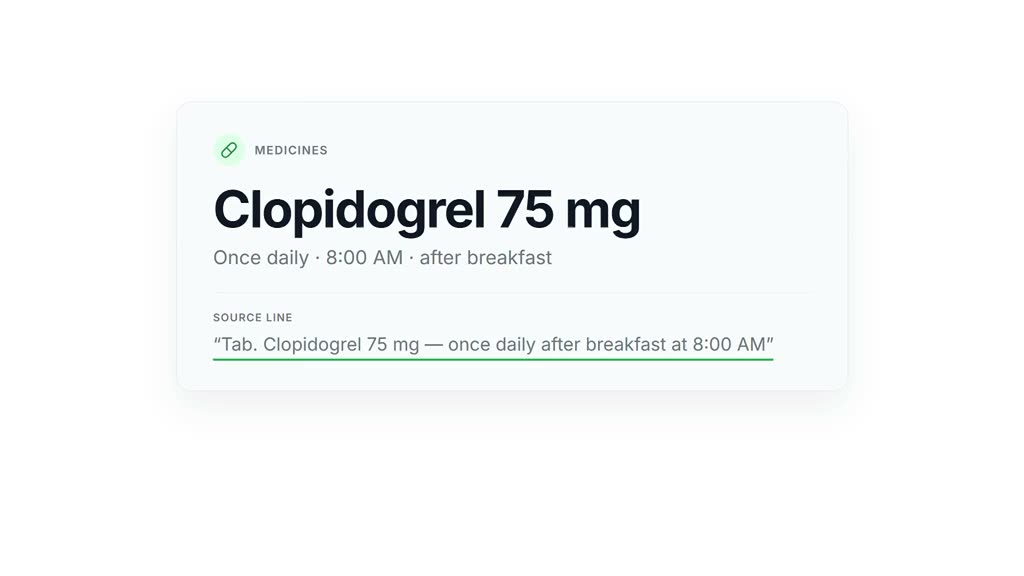 MEDICINES
Clopidogrel 75 mg
Once daily · 8:00 AM · after breakfast
SOURCE LINE
“Tab. Clopidogrel 75 mg — once daily after breakfast at 8:00 AM”